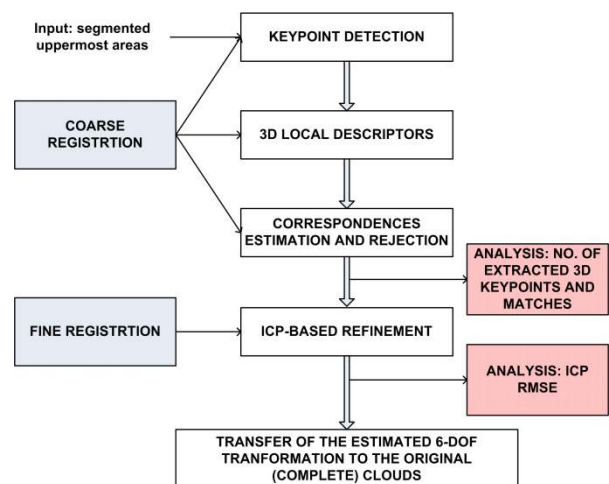 Input: segmented
uppermost areas
KEYPOINT DETECTION
COARSE
REGISTRTION
3D LOCAL DESCRIPTORS
CORRESPONDENCES
ESTIMATION AND REJECTION
ANALYSIS: NO. OF
EXTRACTED 3D
KEYPOINTS AND
MATCHES
FINE REGISTRTION
ICP-BASED REFINEMENT
ANALYSIS: ICP
RMSE
TRANSFER OF THE ESTIMATED 6-DOF
TRANFORMATION TO THE ORIGINAL
(COMPLETE) CLOUDS